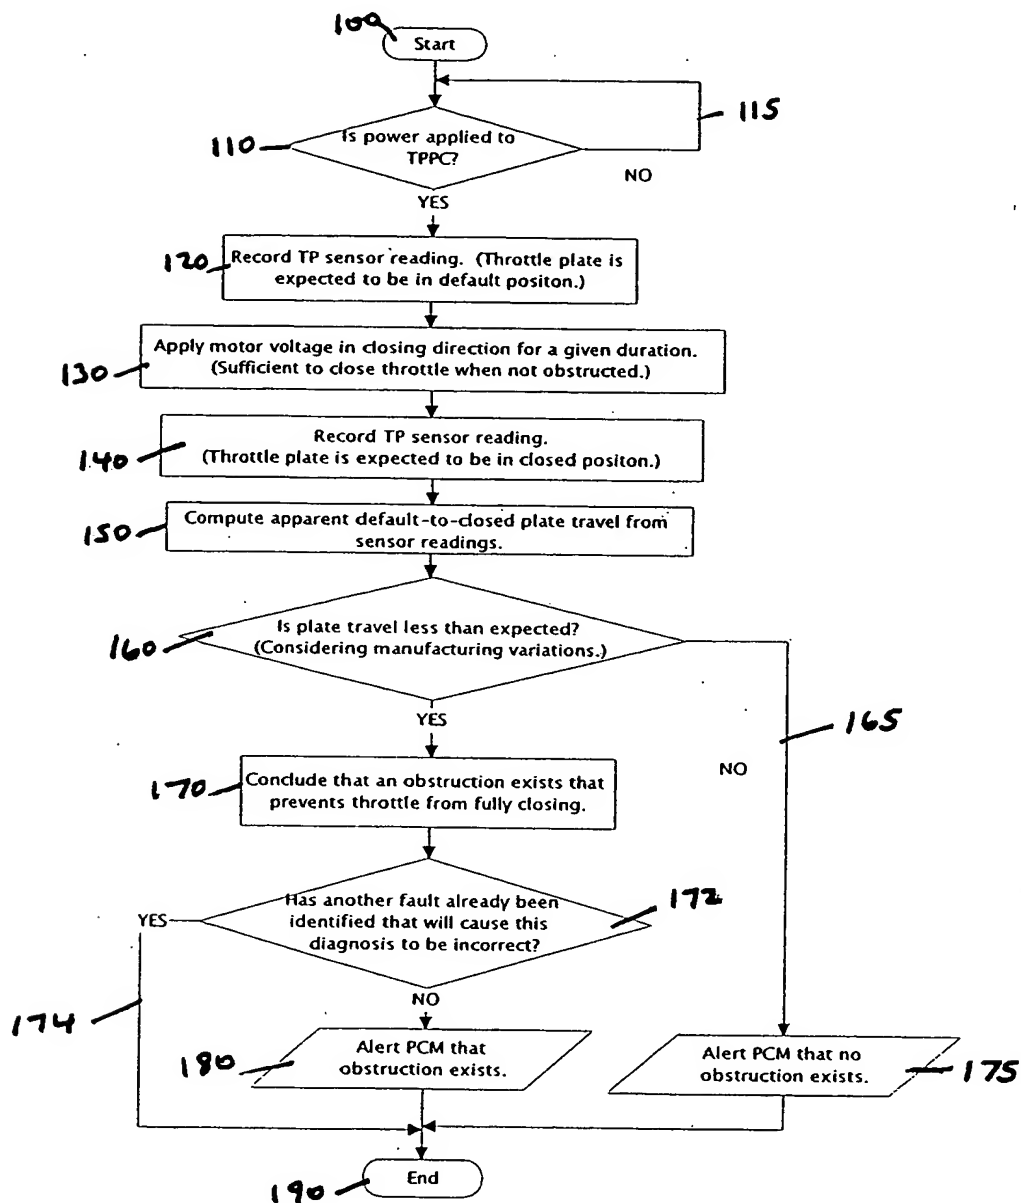 100
Start
115
110
Is power applied to
TPPC?
NO
YES
120
Record TP sensor reading. (Throttle plate is
expected to be in default positon.)
130
Apply motor voltage in closing direction for a given duration.
(Sufficient to close throttle when not obstructed.)
140
Record TP sensor reading.
(Throttle plate is expected to be in closed positon.)
150
Compute apparent default-to-closed plate travel from
sensor readings.
160
Is plate travel less than expected?
(Considering manufacturing variations.)
YES
165
NO
170
Conclude that an obstruction exists that
prevents throttle from fully closing.
172
Has another fault already been
identified that will cause this
diagnosis to be incorrect?
YES
174
NO
180
Alert PCM that
obstruction exists.
Alert PCM that no
obstruction exists.
175
End
190